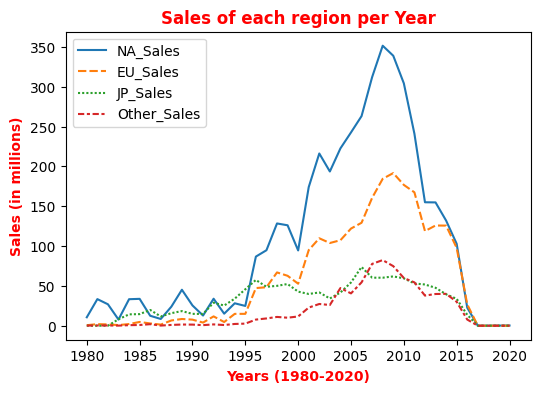 Sales of each region per Year
NA_Sales
EU_Sales
JP_Sales
Other_Sales
350
300
250
200
150
100
50
0
Sales (in millions)
1980 1985 1990 1995 2000 2005 2010 2015 2020
Years (1980-2020)